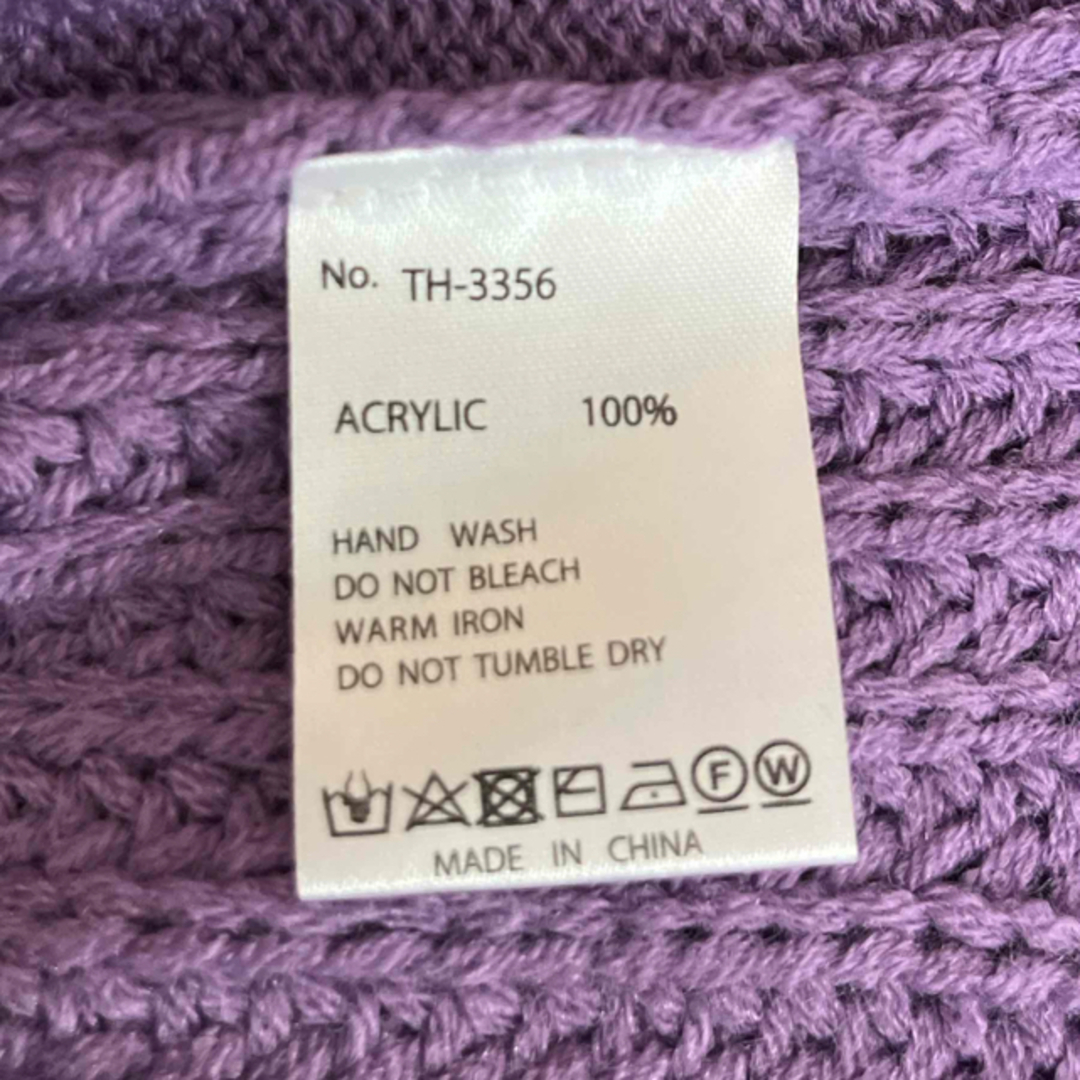 No. TH-3356
ACRYLIC 100%
HAND WASH
DO NOT BLEACH
WARM IRON
DO NOT TUMBLE DRY
F W
MADE IN CHINA